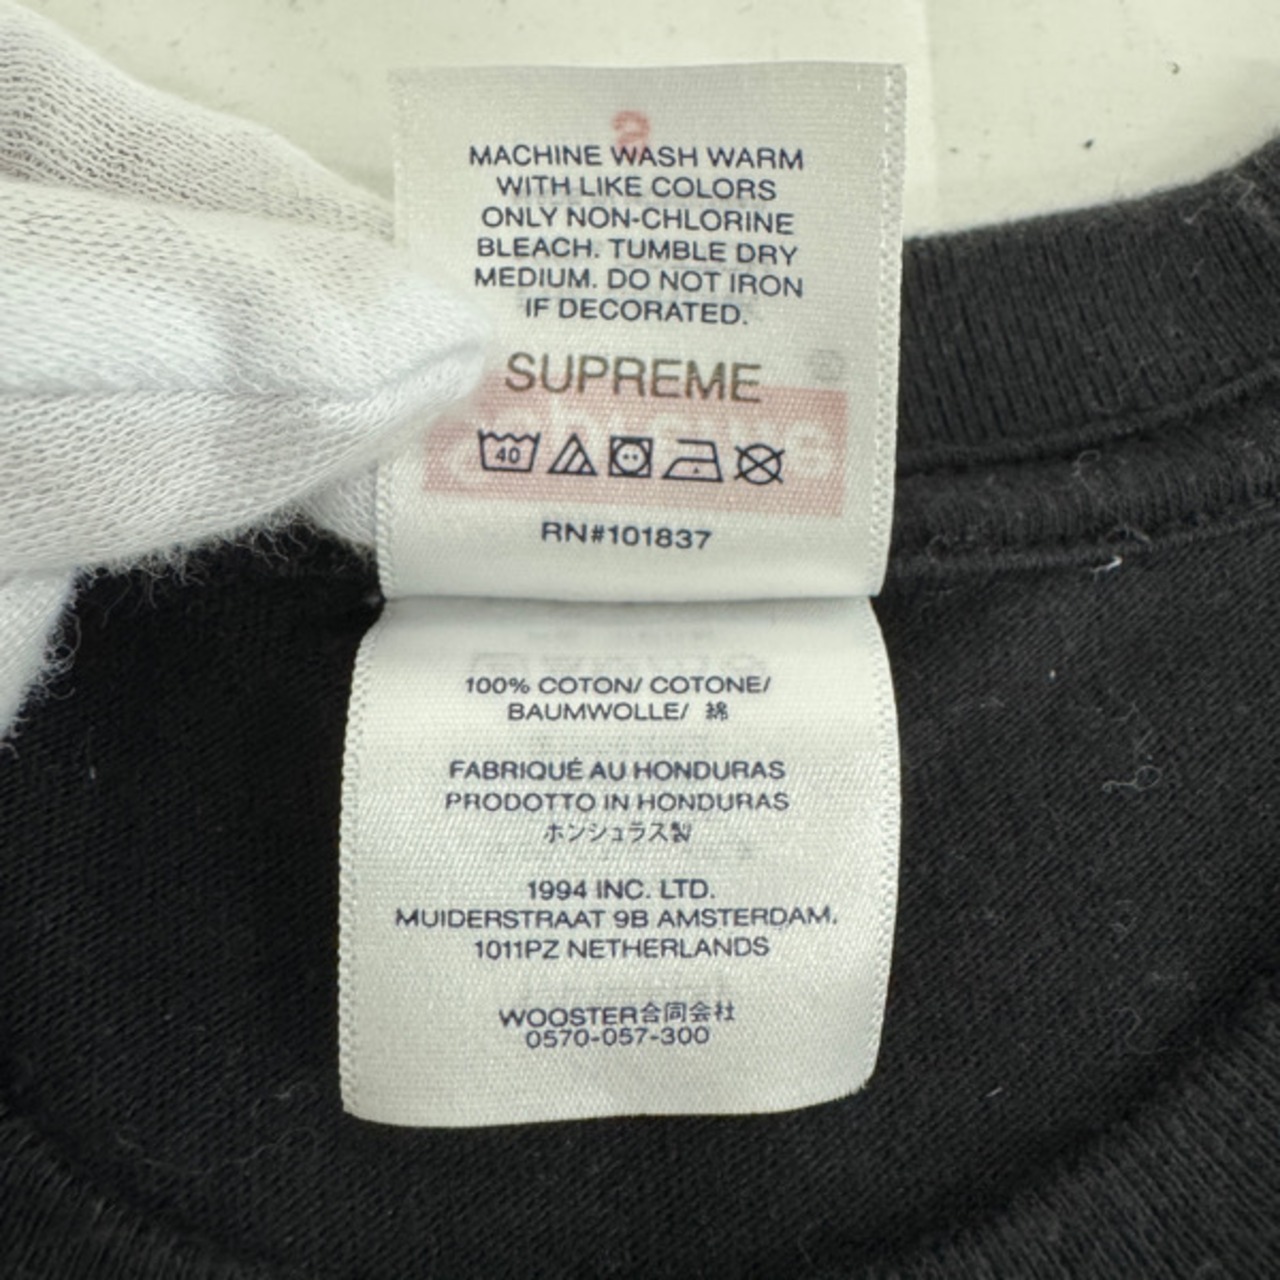 MACHINE WASH WARM
WITH LIKE COLORS
ONLY NON-CHLORINE
BLEACH. TUMBLE DRY
MEDIUM. DO NOT IRON
IF DECORATED.
SUPREME
40
RN#101837
100% COTON/ COTONE/
BAUMWOLLE/ 綿
FABRIQUÉ AU HONDURAS
PRODOTTO IN HONDURAS
ホンシュラス製
1994 INC. LTD.
MUIDERSTRAAT 9B AMSTERDAM.
1011PZ NETHERLANDS
WOOSTER合同会社
0570-057-300